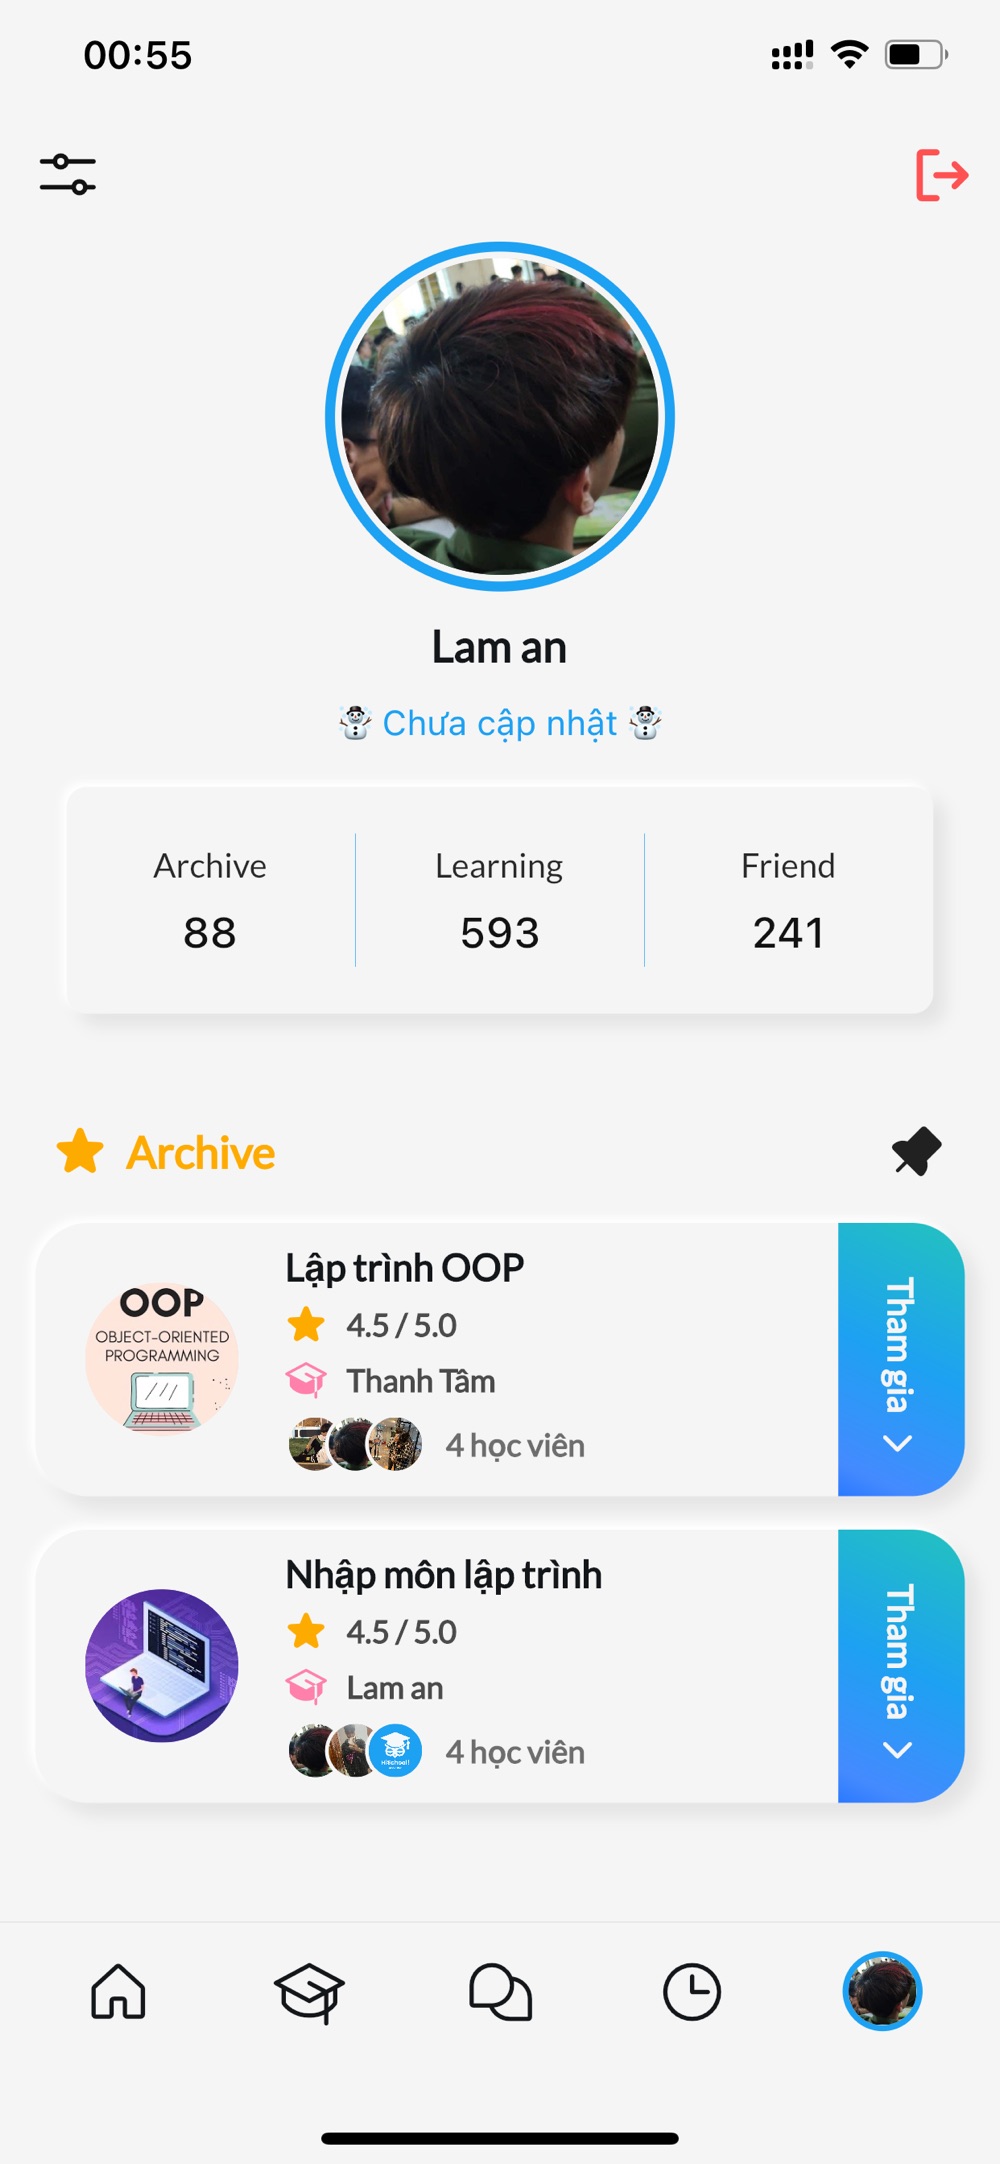 00:55
Lam an
☃️ Chưa cập nhật ☃️
Archive
Learning
Friend
88
593
241
Archive
Lập trình OOP
OOP
OBJECT-ORIENTED
PROGRAMMING
4.5 / 5.0
Thanh Tâm
4 học viên
Tham gia
Nhập môn lập trình
4.5 / 5.0
Lam an
4 học viên
Tham gia